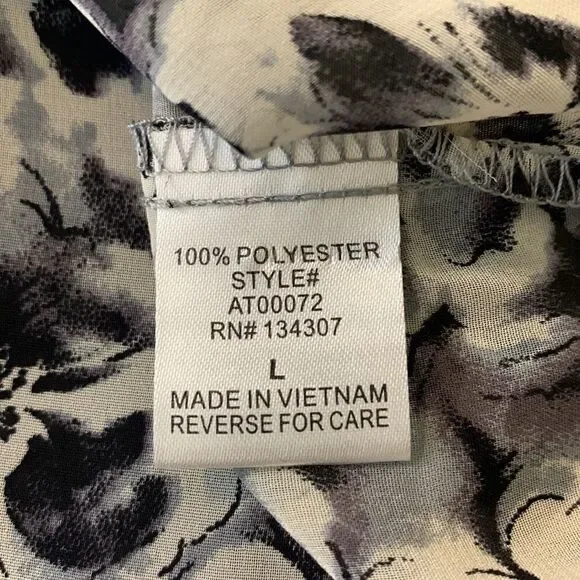 100% POLYESTER
STYLE#
AT00072
RN# 134307
L
MADE IN VIETNAM
REVERSE FOR CARE